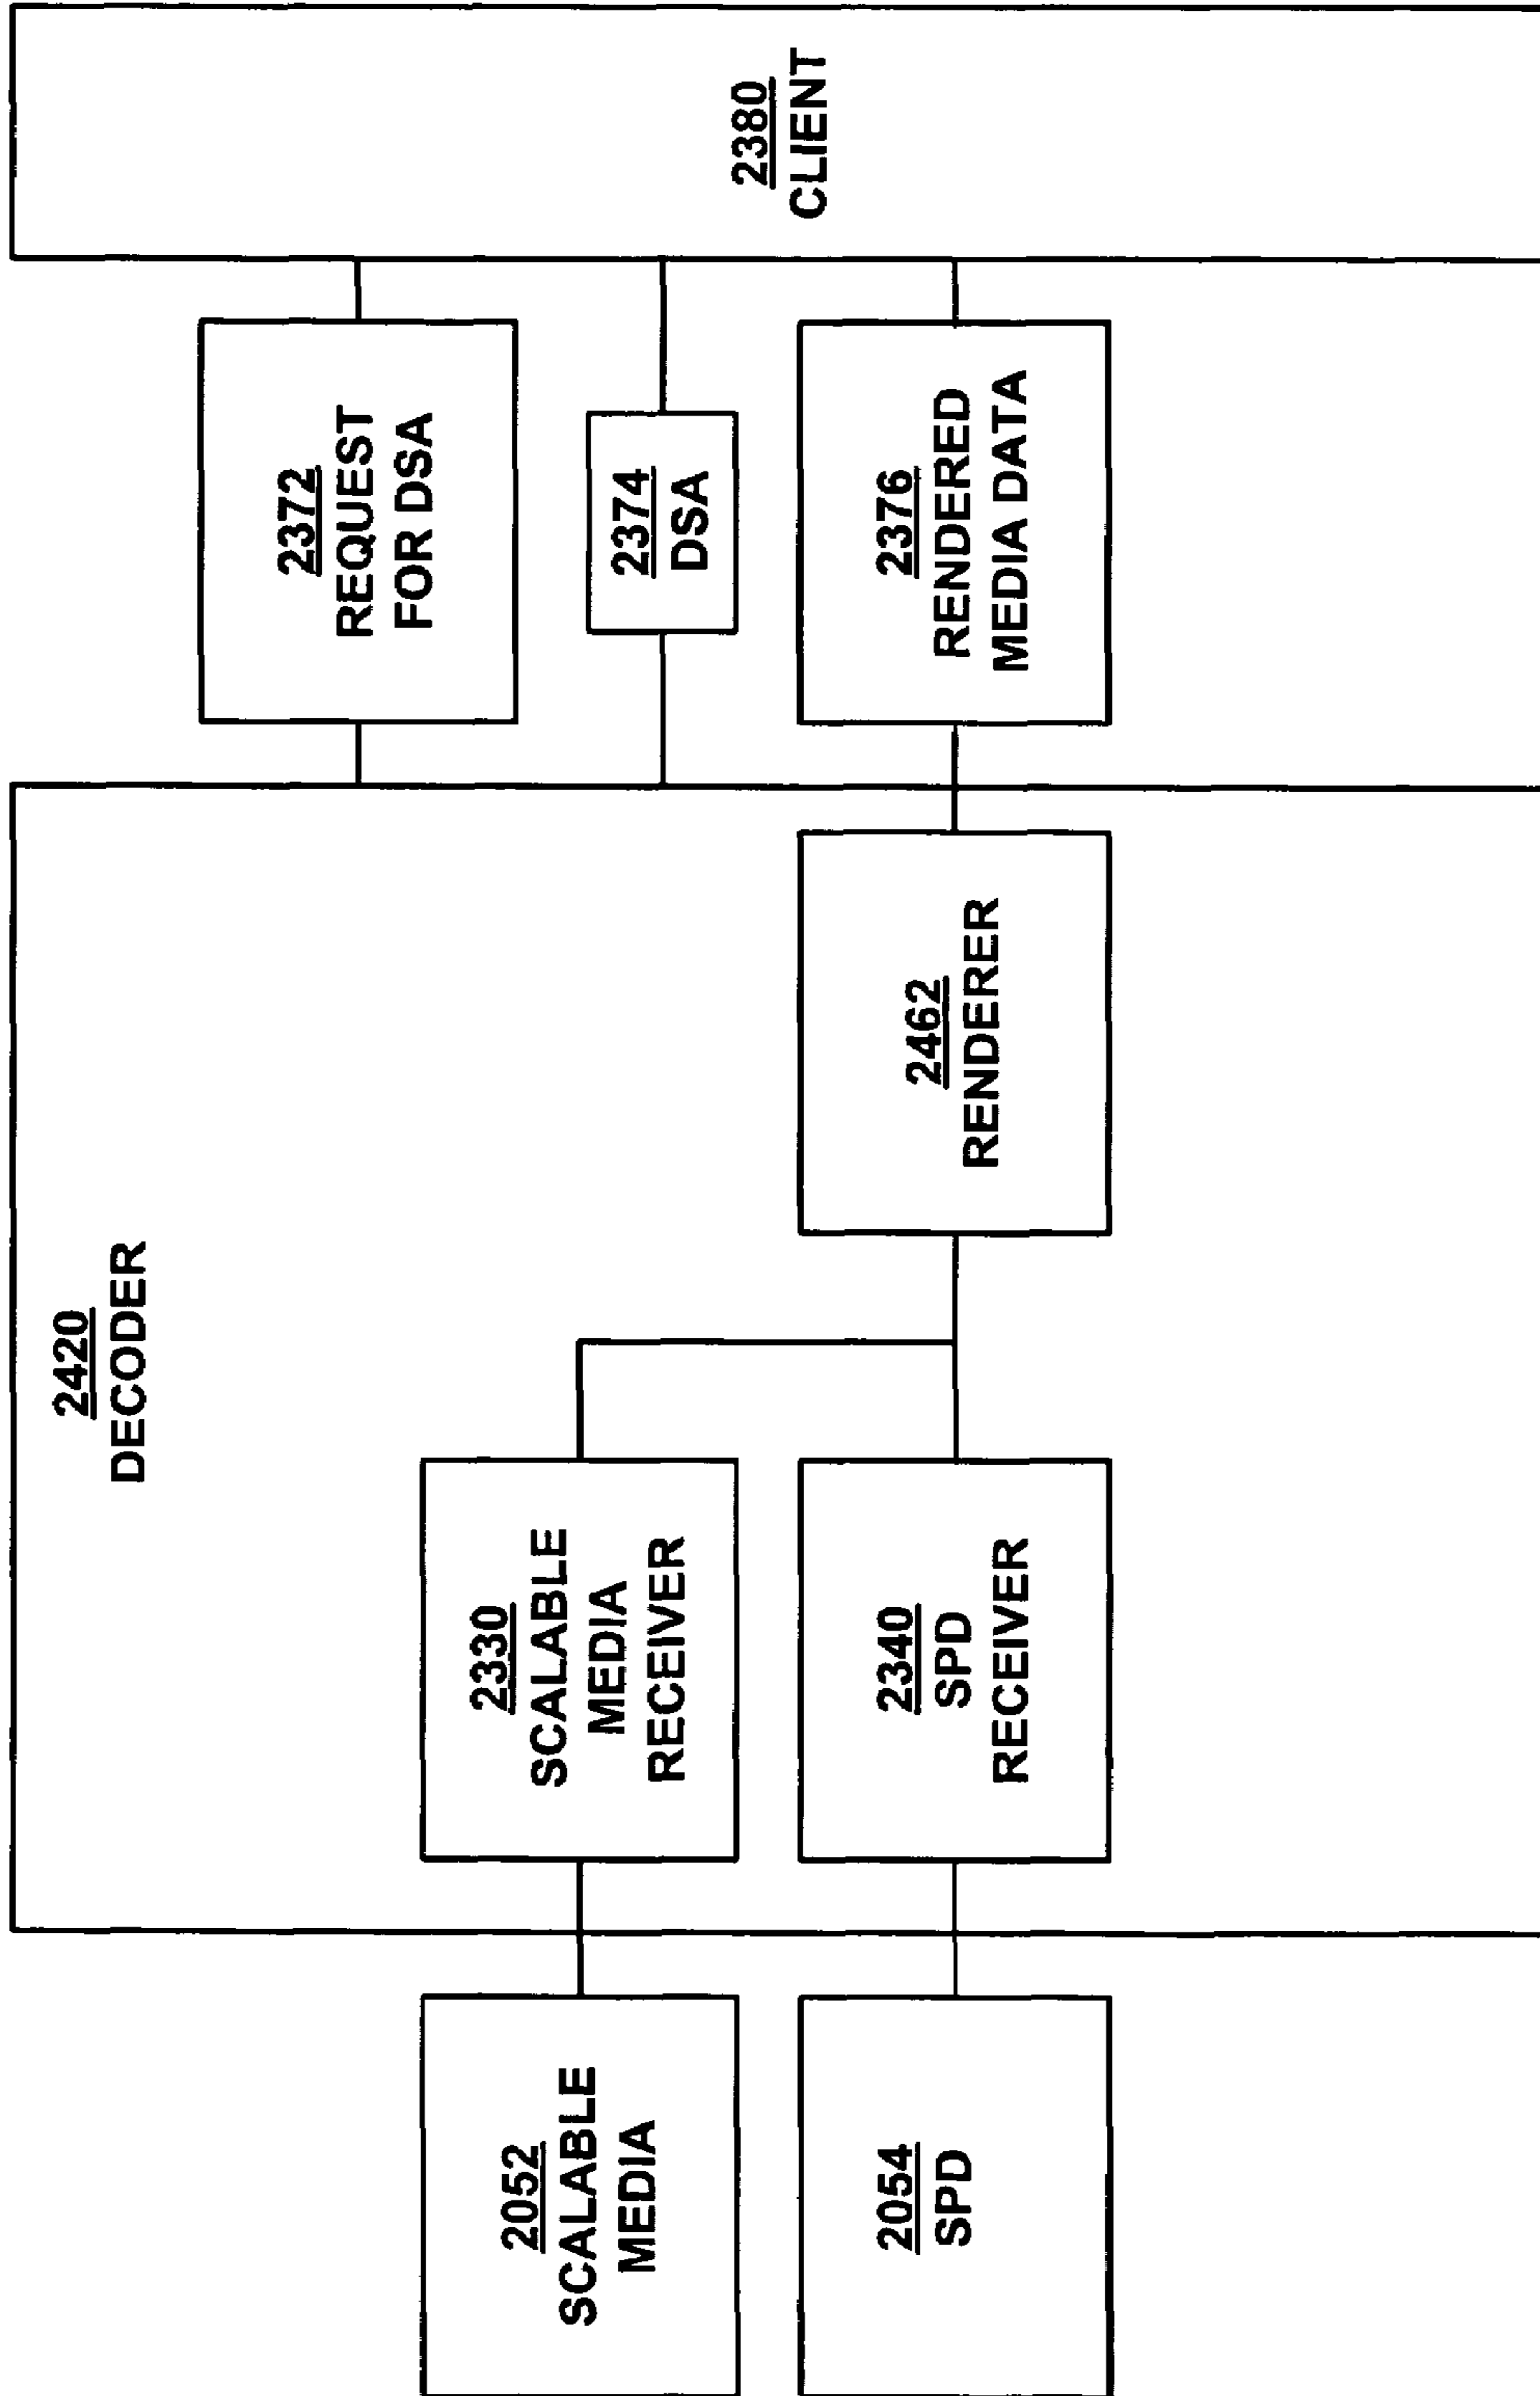 2420
DECODER
2052
SCALABLE
MEDIA
2330
SCALABLE
MEDIA
RECEIVER
2372
REQUEST
FOR DSA
2374
DSA
2054
SPD
2340
SPD
RECEIVER
2462
RENDERER
2376
RENDERED
MEDIA DATA
2380
CLIENT